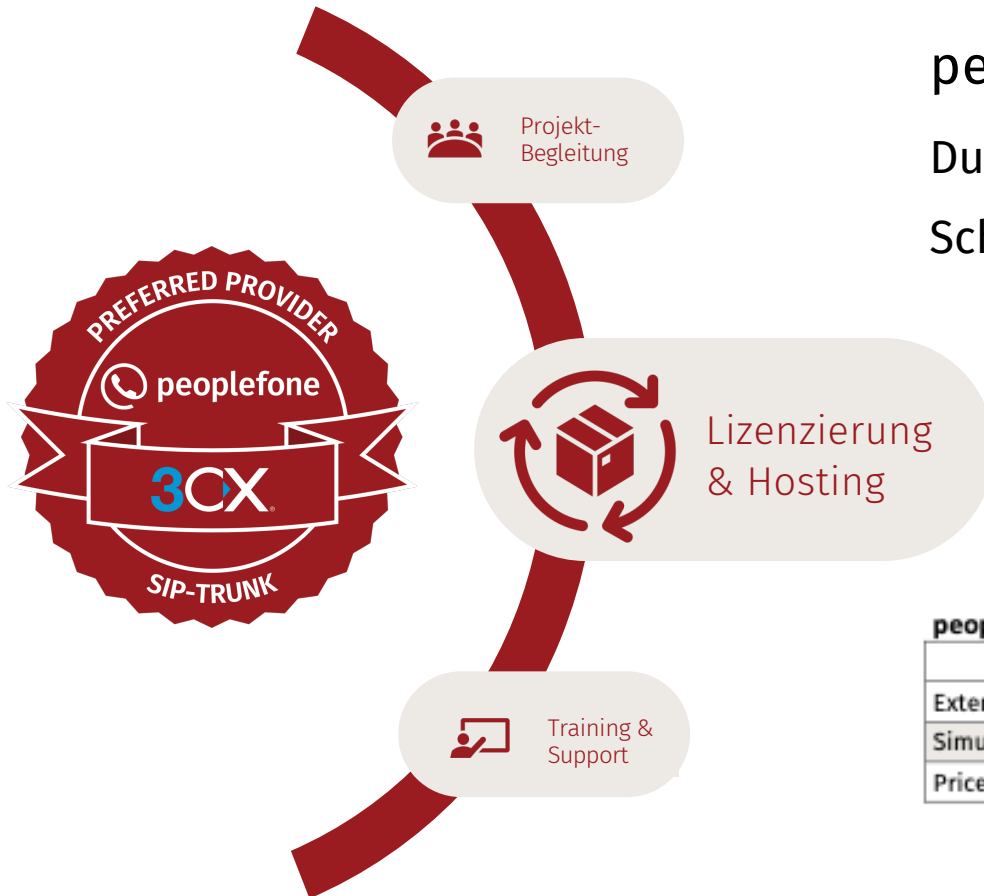 Projekt-
Begleitung
PREFERRED PROVIDER
peoplefone
3CX
SIP-TRUNK
Lizenzierung
& Hosting
Training &
Support